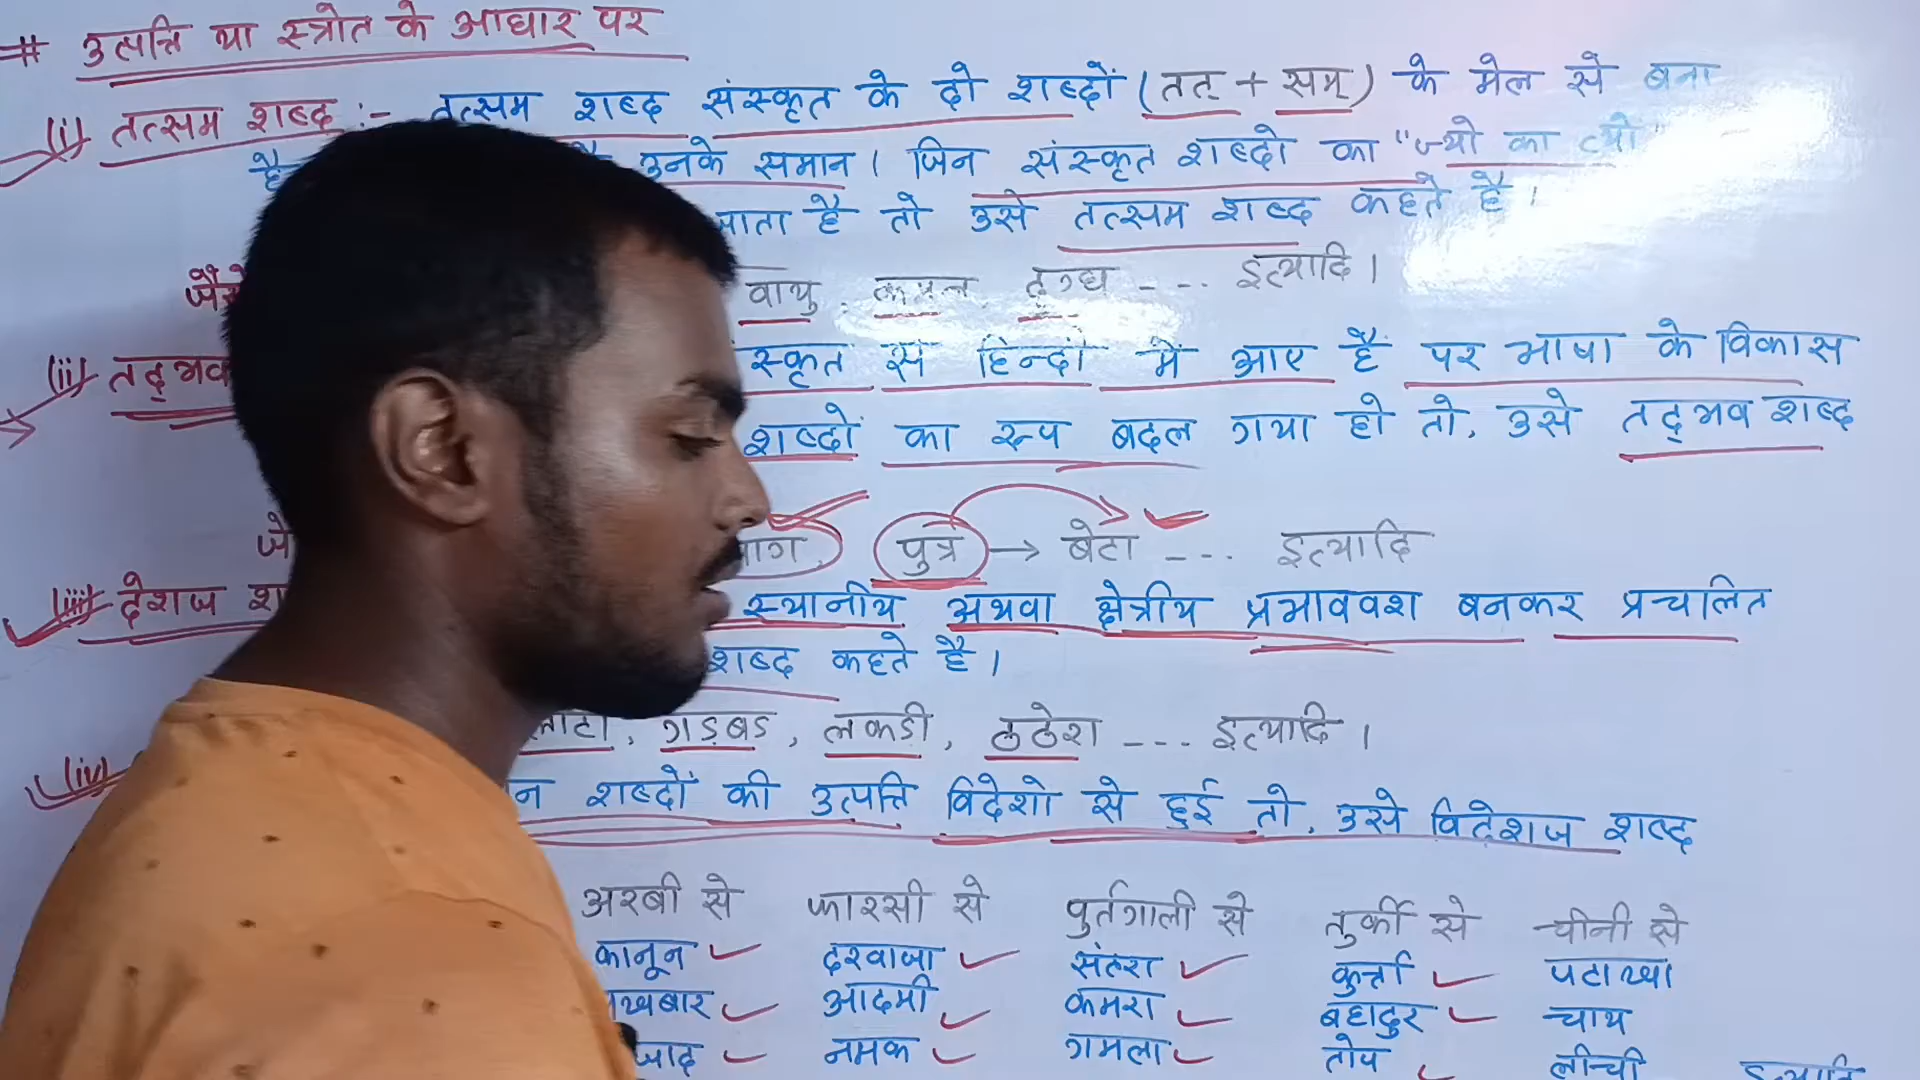 # उत्पत्ति या स्त्रोत के आधार पर
(i) तत्सम शब्द :- तत्सम शब्द संस्कृत के दो शब्दों (तत् + सम्) के मेल से बना
है उनके समान। जिन संस्कृत शब्दो का "ज्यो का त्यो"
जाता है तो उसे तत्सम शब्द कहते है।
वायु, कमल, दुग्ध --- इत्यादि।
(ii) संस्कृत से हिन्दी में आए हैं पर भाषा के विकास
शब्दों का रूप बदल गया हो तो, उसे तद्भव शब्द
पुत्र → बेटा --- इत्यादि
(iii) देशज स्थानीय अथवा क्षेत्रीय प्रभाववश बनकर प्रचलित
शब्द कहते है।
गड़बड, लकडी, ठठेरा --- इत्यादि।
(iv) शब्दों की उत्पत्ति विदेशो से हुई तो, उसे विदेशज शब्द
अरबी से फारसी से पुर्तगाली से तुर्की से चीनी से
कानून दरवाजा संतरा कुर्त्ता पटाखा
आदमी कमरा बहादुर चाय
नमक गमला तोप लीची